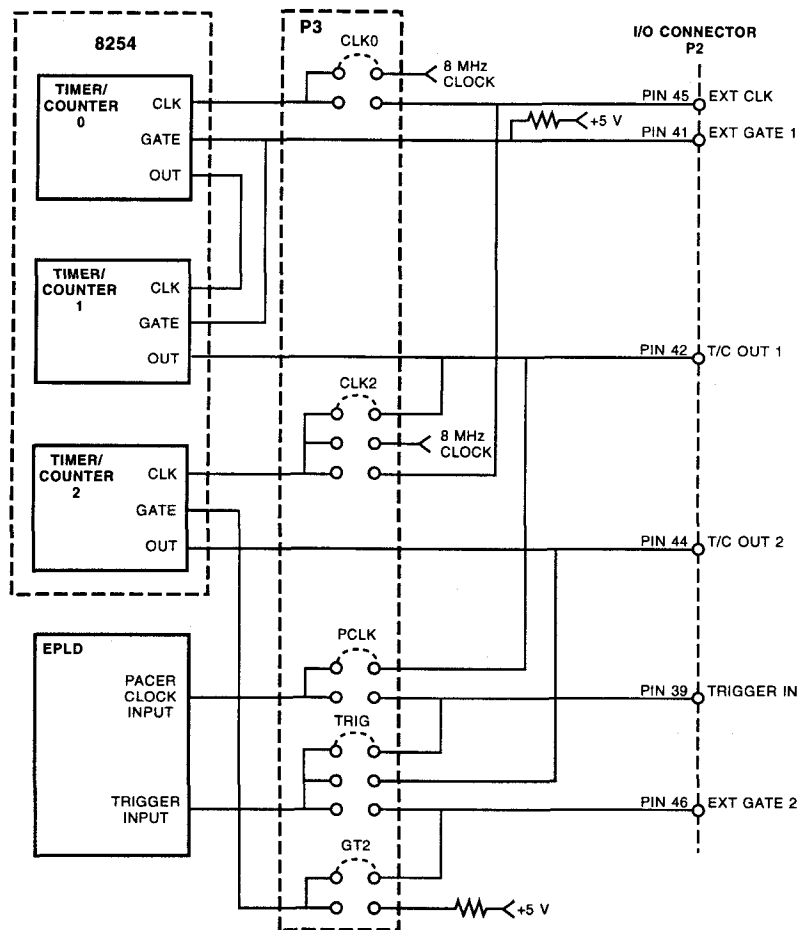 8254
P3
I/O CONNECTOR
P2
TIMER/
COUNTER
0
CLK
GATE
OUT
CLK0
8 MHz
CLOCK
PIN 45
EXT CLK
+5 V
PIN 41
EXT GATE 1
TIMER/
COUNTER
1
CLK
GATE
OUT
PIN 42
T/C OUT 1
CLK2
8 MHz
CLOCK
TIMER/
COUNTER
2
CLK
GATE
OUT
PIN 44
T/C OUT 2
EPLD
PACER
CLOCK
INPUT
TRIGGER
INPUT
PCLK
PIN 39
TRIGGER IN
TRIG
PIN 46
EXT GATE 2
GT2
+5 V